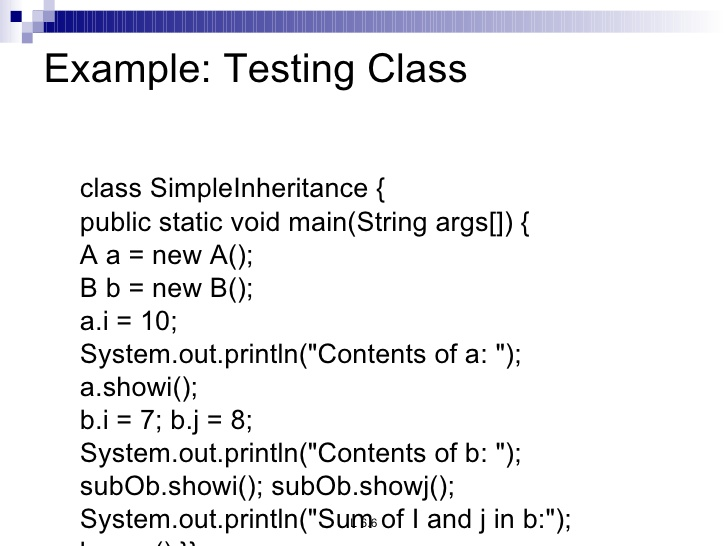 Example: Testing Class
class SimpleInheritance {
public static void main(String args[]) {
A a = new A();
B b = new B();
a.i = 10;
System.out.println("Contents of a: ");
a.showi();
b.i = 7; b.j = 8;
System.out.println("Contents of b: ");
subOb.showi(); subOb.showj();
System.out.println("Sum of I and j in b:");
L 6.6